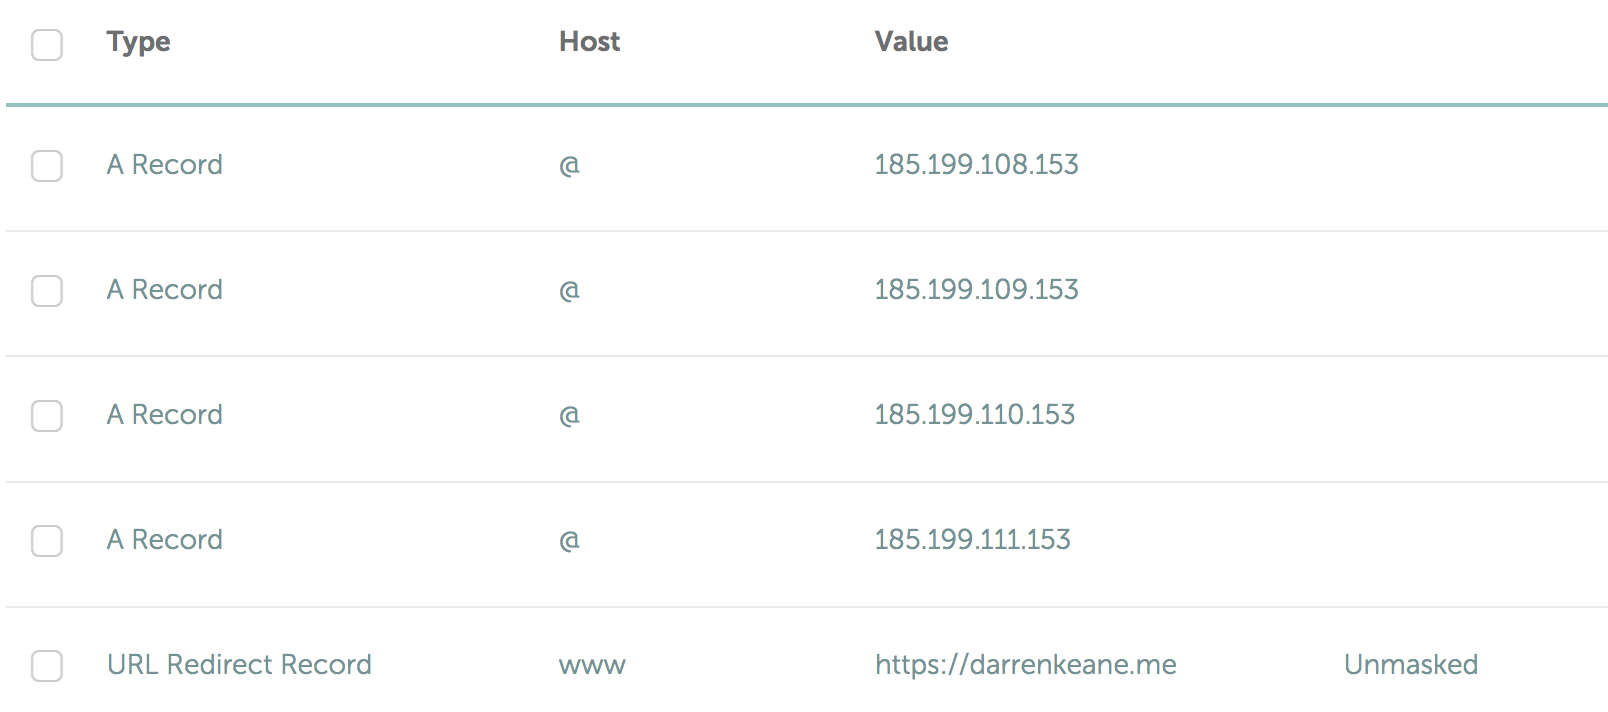 Type Host Value
A Record @ 185.199.108.153
A Record @ 185.199.109.153
A Record @ 185.199.110.153
A Record @ 185.199.111.153
URL Redirect Record www https://darrenkeane.me Unmasked